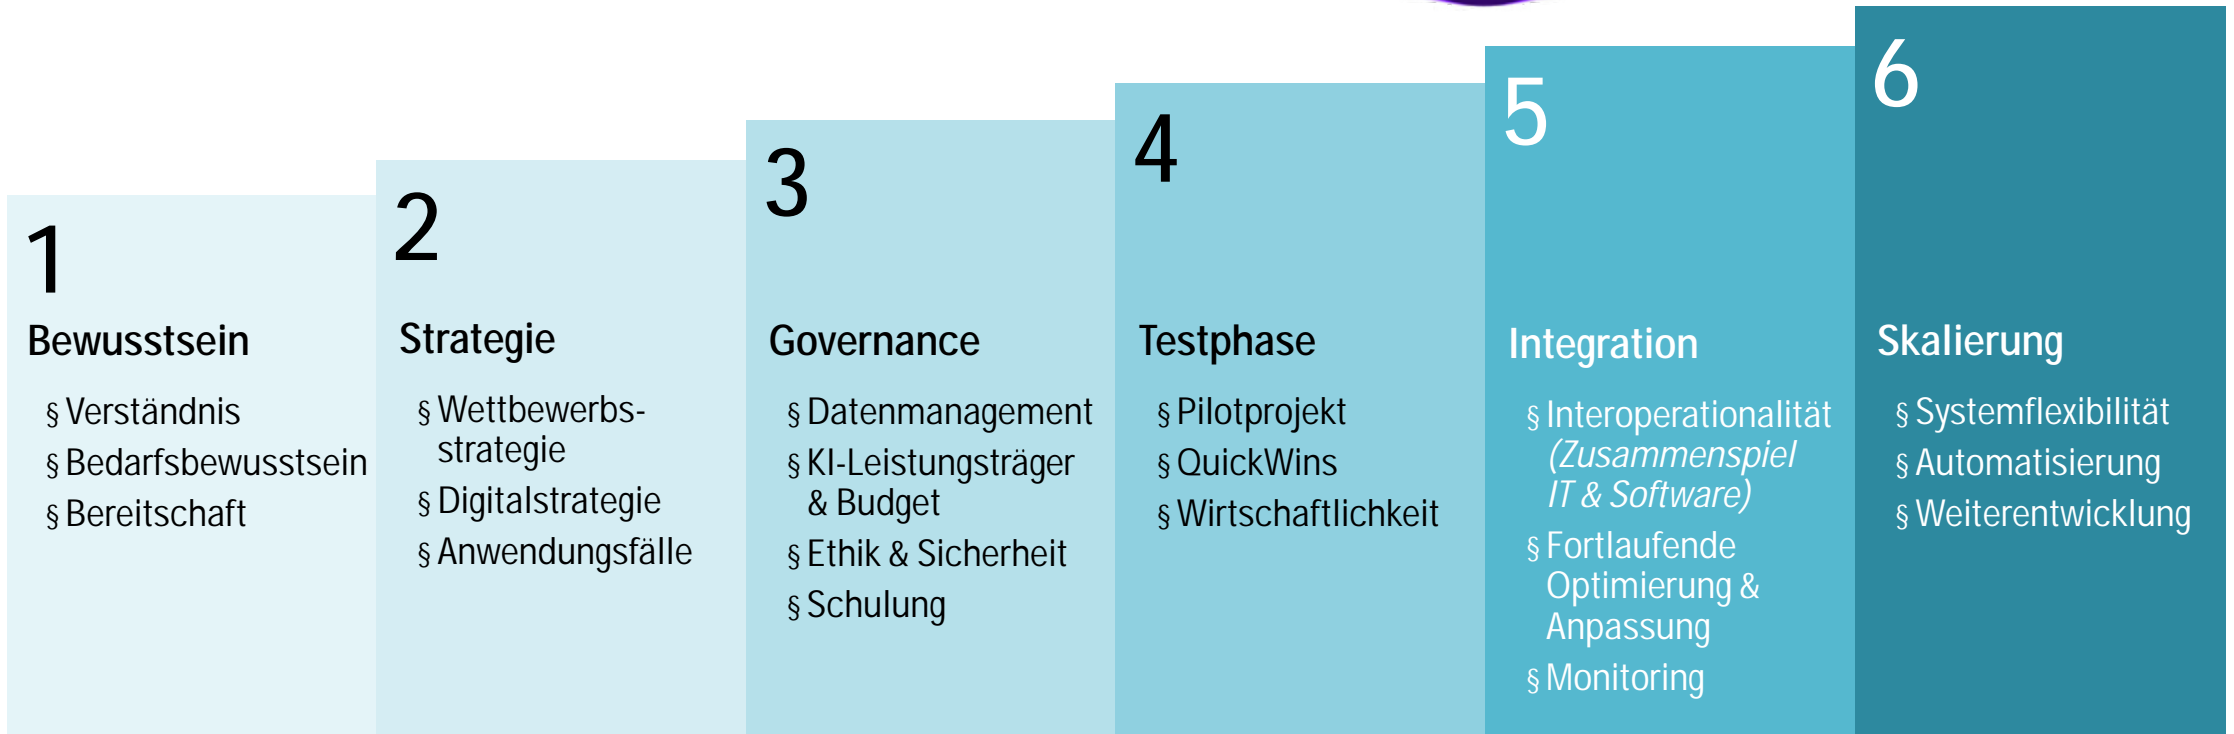 1
Bewusstsein
§ Verständnis
§ Bedarfsbewusstsein
§ Bereitschaft
2
Strategie
§ Wettbewerbs-
strategie
§ Digitalstrategie
§ Anwendungsfälle
3
Governance
§ Datenmanagement
§ KI-Leistungsträger
& Budget
§ Ethik & Sicherheit
§ Schulung
4
Testphase
§ Pilotprojekt
§ QuickWins
§ Wirtschaftlichkeit
5
Integration
§ Interoperationalität
(Zusammenspiel
IT & Software)
§ Fortlaufende
Optimierung &
Anpassung
§ Monitoring
6
Skalierung
§ Systemflexibilität
§ Automatisierung
§ Weiterentwicklung